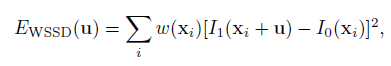 E_WSSD(u) = ∑_i w(x_i)[I_1(x_i + u) − I_0(x_i)]²,